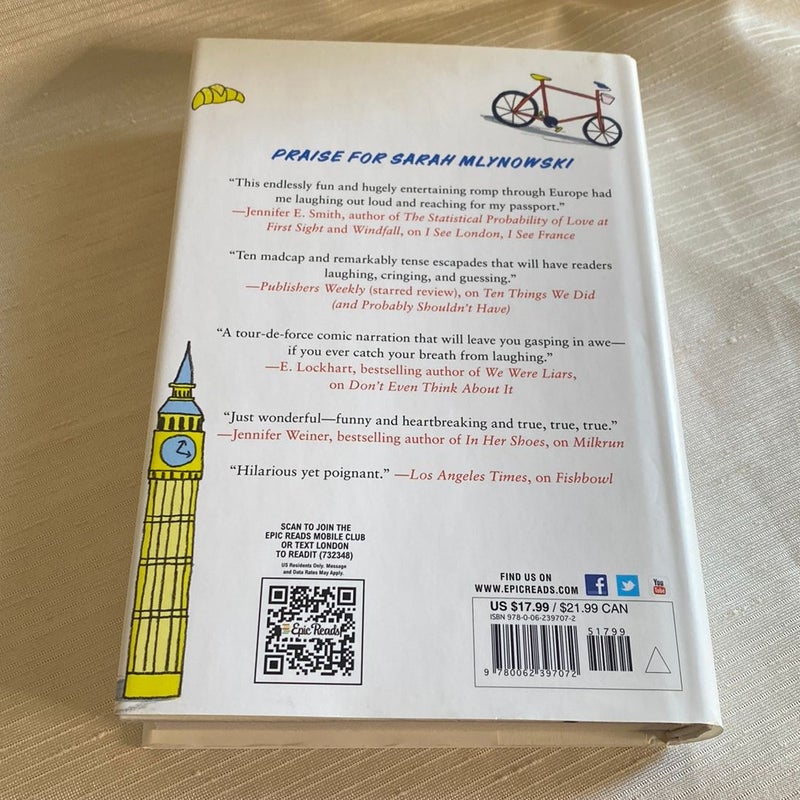 PRAISE FOR SARAH MLYNOWSKI
“This endlessly fun and hugely entertaining romp through Europe had
me laughing out loud and reaching for my passport.”
—Jennifer E. Smith, author of The Statistical Probability of Love at
First Sight and Windfall, on I See London, I See France
“Ten madcap and remarkably tense escapades that will have readers
laughing, cringing, and guessing.”
—Publishers Weekly (starred review), on Ten Things We Did
(and Probably Shouldn’t Have)
“A tour-de-force comic narration that will leave you gasping in awe—
if you ever catch your breath from laughing.”
—E. Lockhart, bestselling author of We Were Liars,
on Don’t Even Think About It
“Just wonderful—funny and heartbreaking and true, true, true.”
—Jennifer Weiner, bestselling author of In Her Shoes, on Milkrun
“Hilarious yet poignant.” —Los Angeles Times, on Fishbowl
SCAN TO JOIN THE
EPIC READS MOBILE CLUB
OR TEXT LONDON
TO READIT (732348)
US Residents Only. Message
and Data Rates May Apply.
Epic Reads
FIND US ON
WWW.EPICREADS.COM
f
You
Tube
US $17.99 / $21.99 CAN
ISBN 978-0-06-239707-2
51799
9 780062 397072